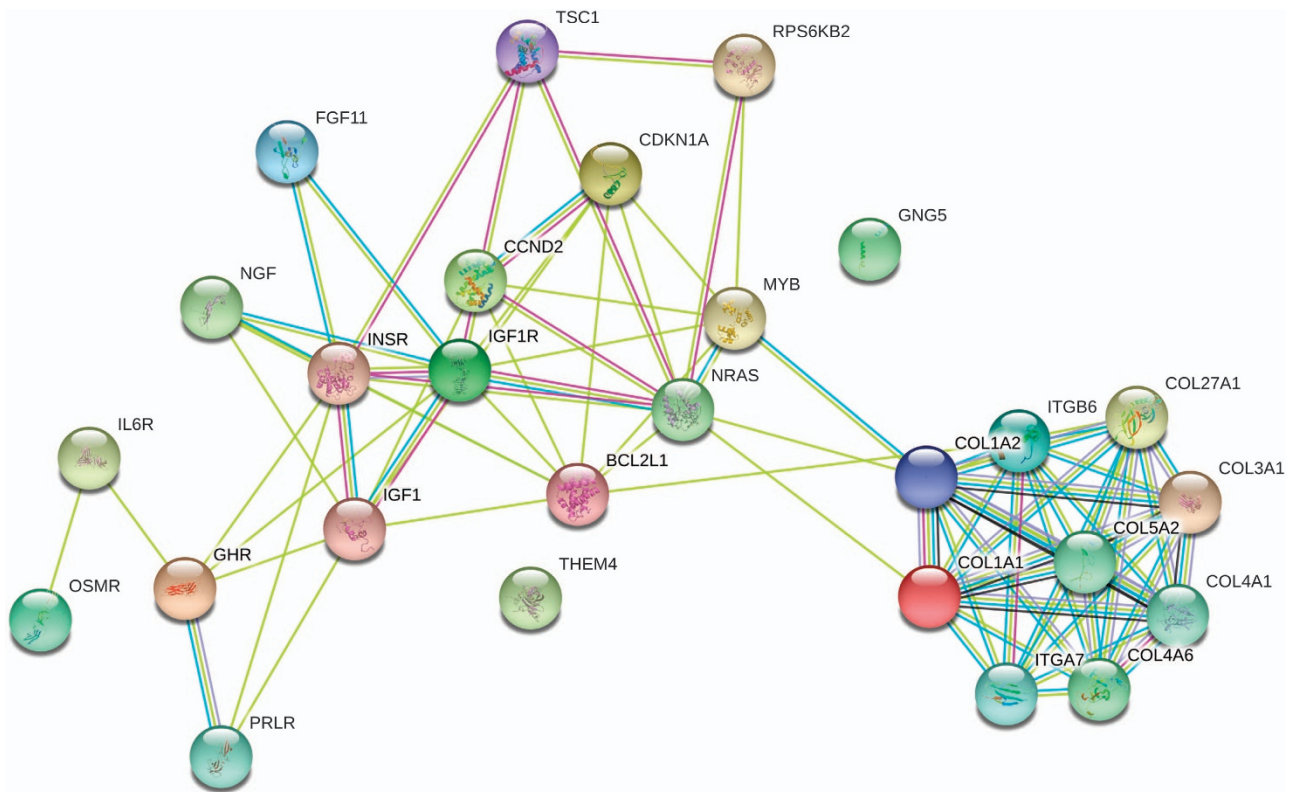 TSC1
RPS6KB2
FGF11
CDKN1A
GNG5
CCND2
NGF
MYB
INSR
IGF1R
NRAS
COL27A1
ITGB6
IL6R
COL1A2
COL3A1
BCL2L1
IGF1
COL5A2
GHR
THEM4
COL1A1
OSMR
COL4A1
ITGA7
COL4A6
PRLR